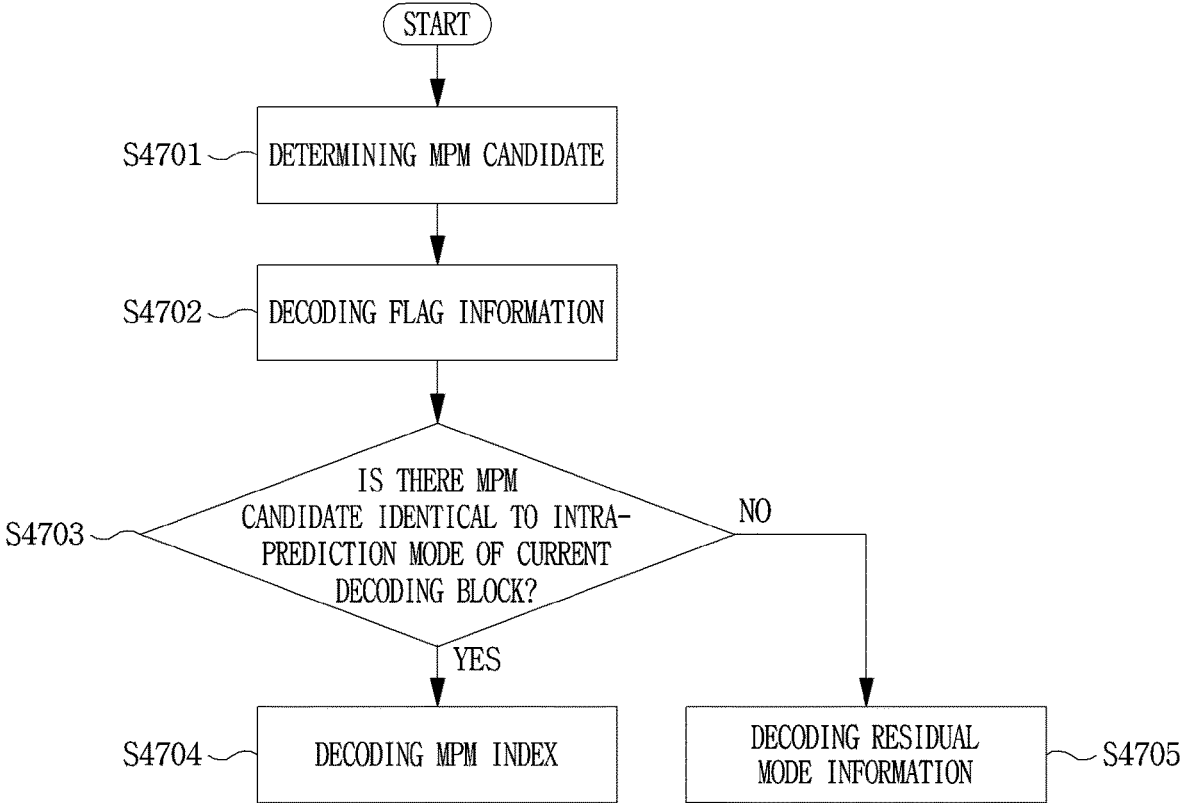 START
S4701
DETERMINING MPM CANDIDATE
S4702
DECODING FLAG INFORMATION
S4703
IS THERE MPM
CANDIDATE IDENTICAL TO INTRA-
PREDICTION MODE OF CURRENT
DECODING BLOCK?
NO
YES
S4704
DECODING MPM INDEX
DECODING RESIDUAL
MODE INFORMATION
S4705